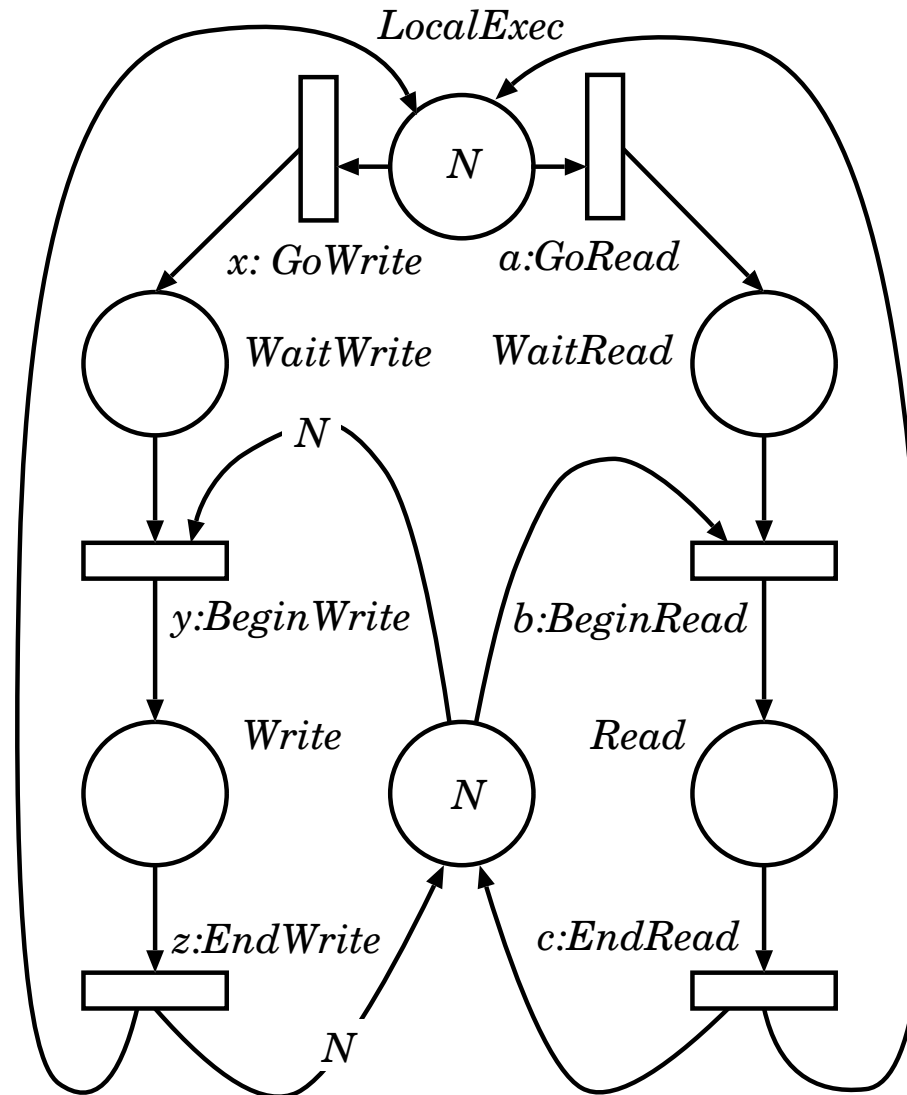 LocalExec
N
x: GoWrite
a:GoRead
WaitWrite
WaitRead
N
y:BeginWrite
b:BeginRead
Write
Read
N
z:EndWrite
c:EndRead
N